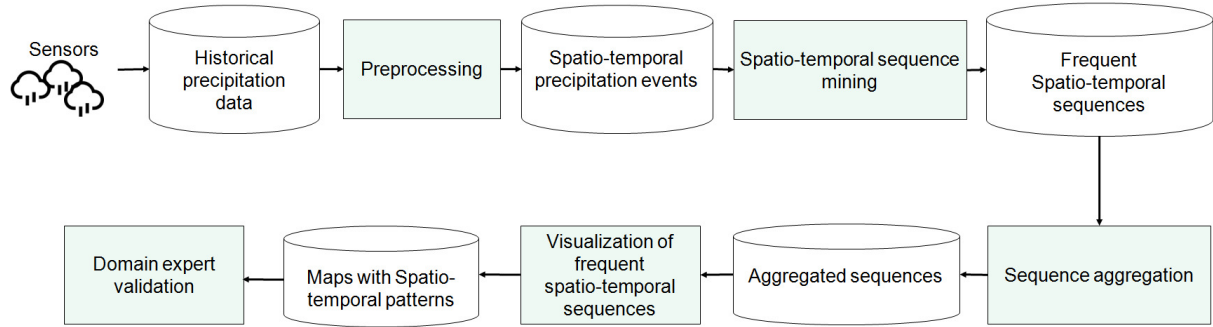 Sensors
Historical
precipitation
data
Preprocessing
Spatio-temporal
precipitation events
Spatio-temporal sequence
mining
Frequent
Spatio-temporal
sequences
Sequence aggregation
Aggregated sequences
Visualization of
frequent
spatio-temporal
sequences
Maps with Spatio-
temporal patterns
Domain expert
validation